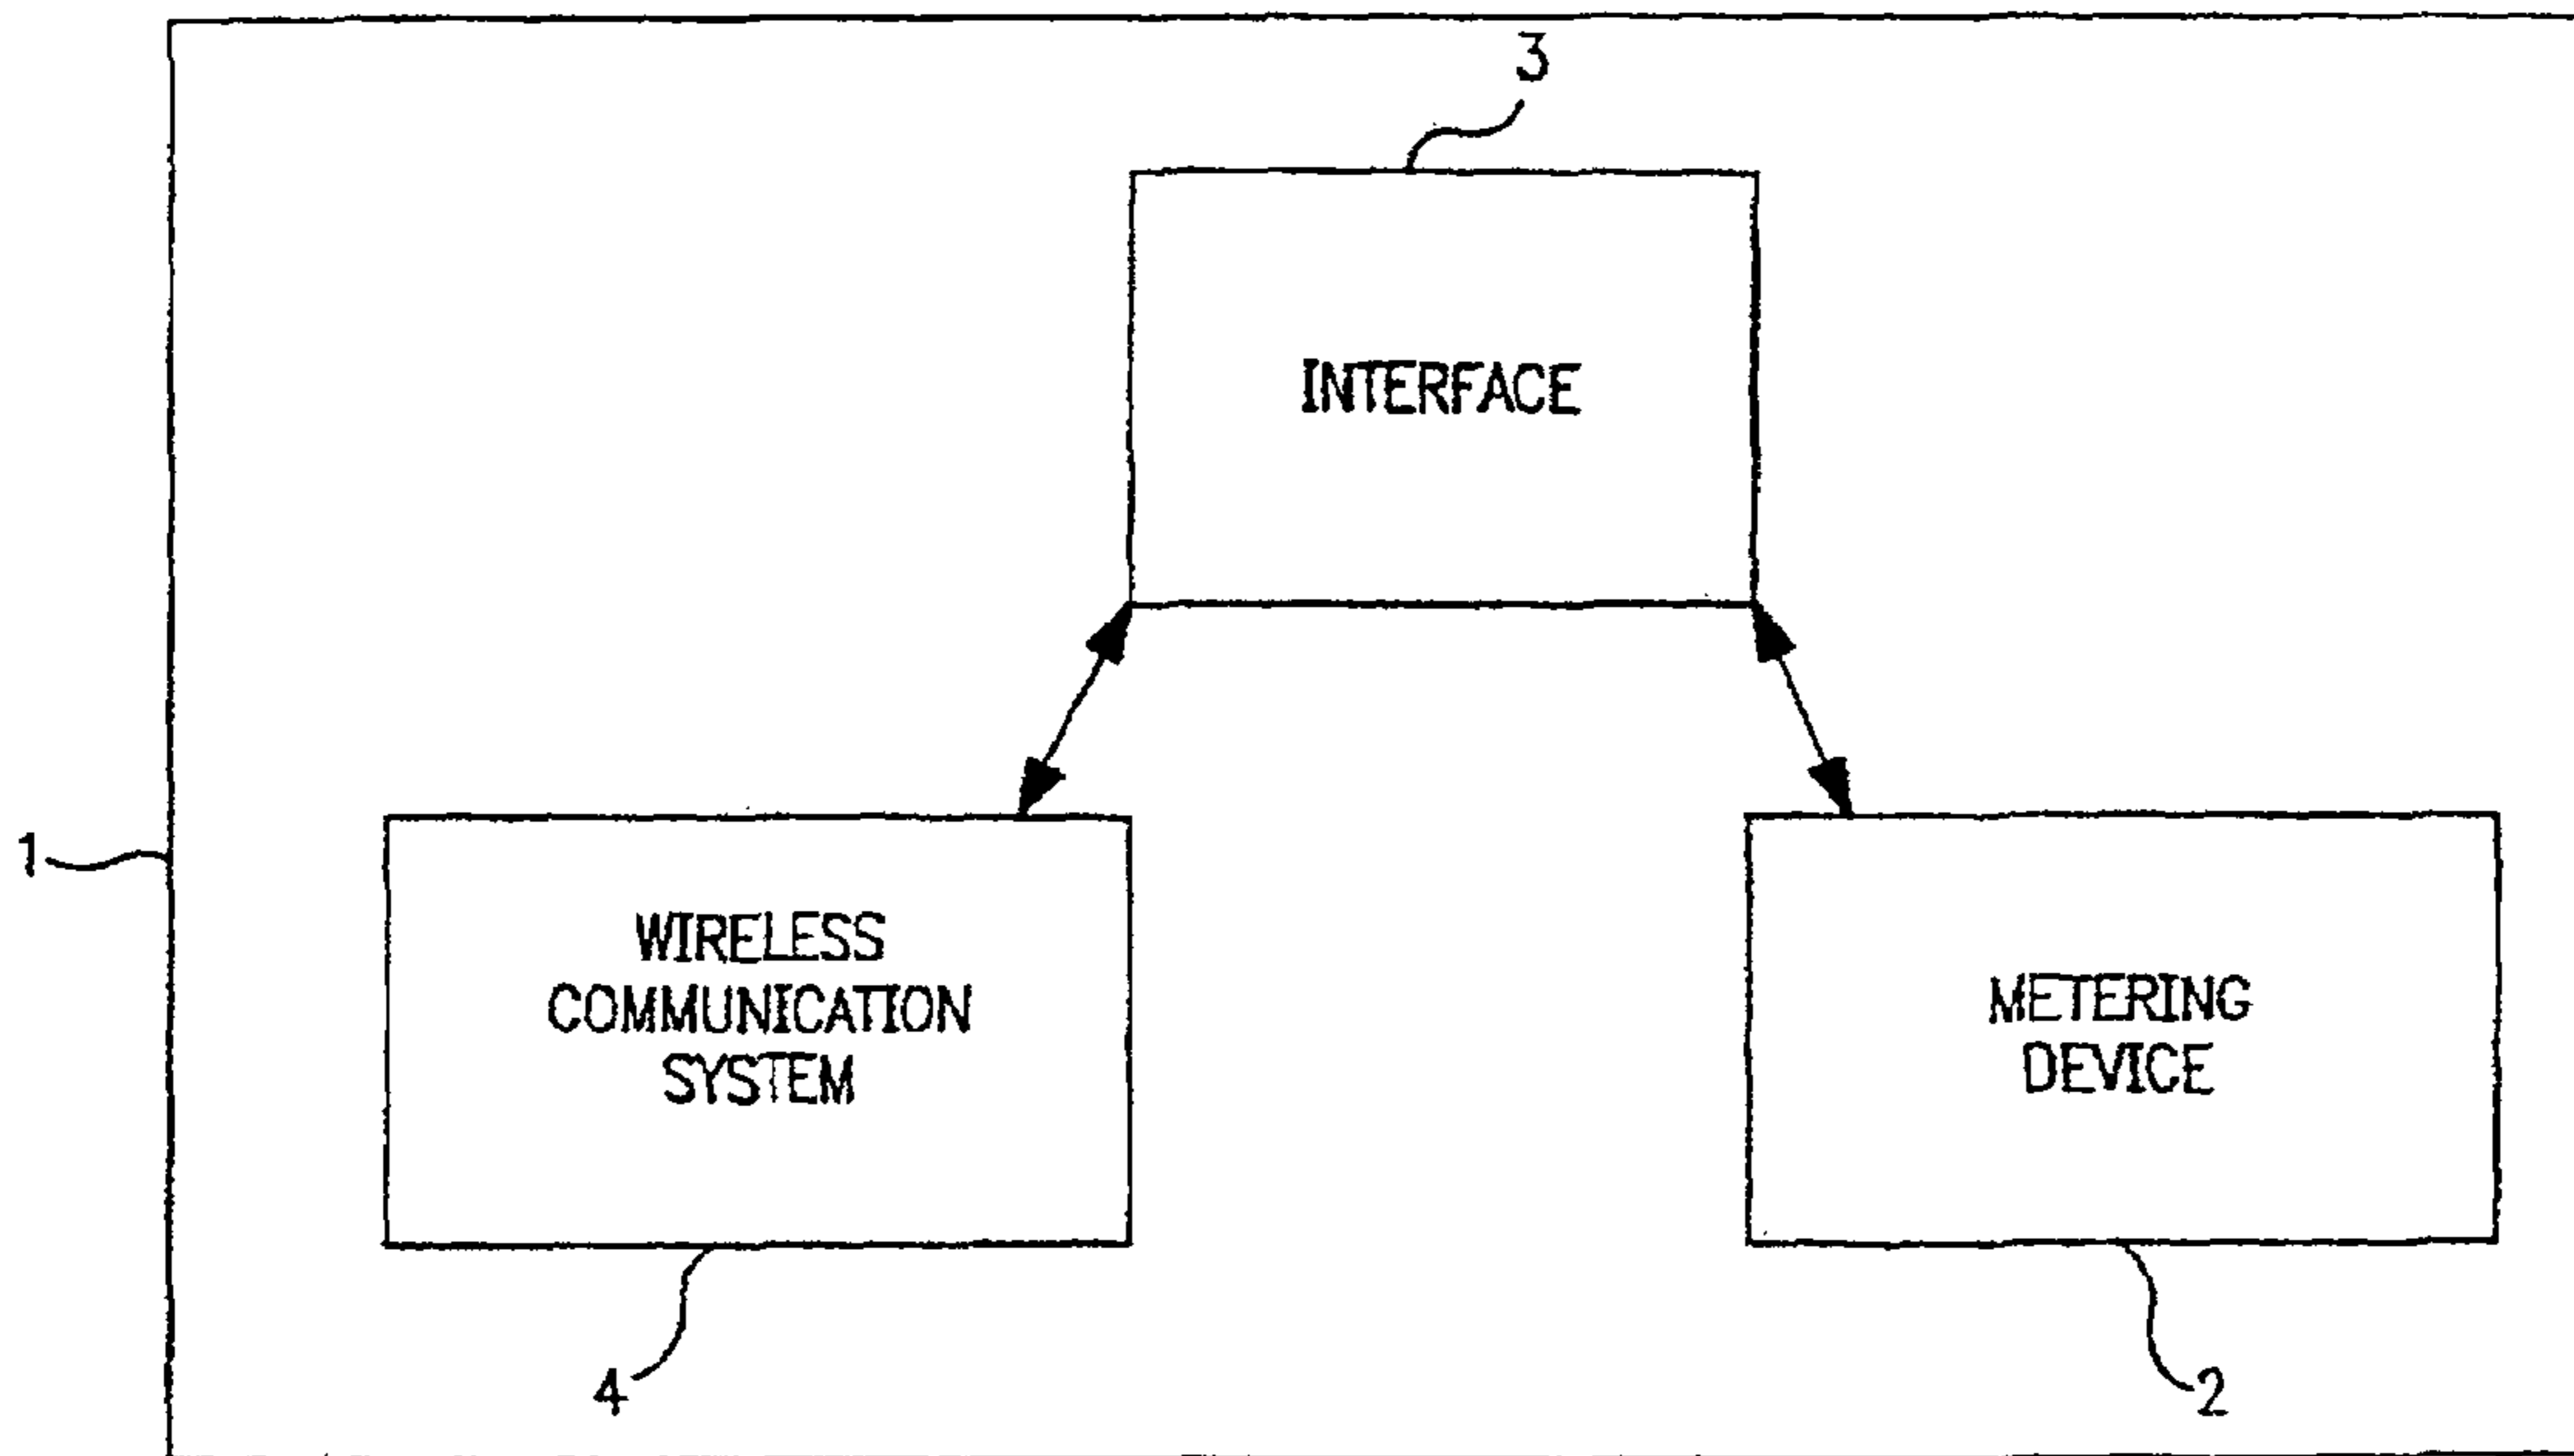 3
INTERFACE
1
WIRELESS
COMMUNICATION
SYSTEM
METERING
DEVICE
4
2